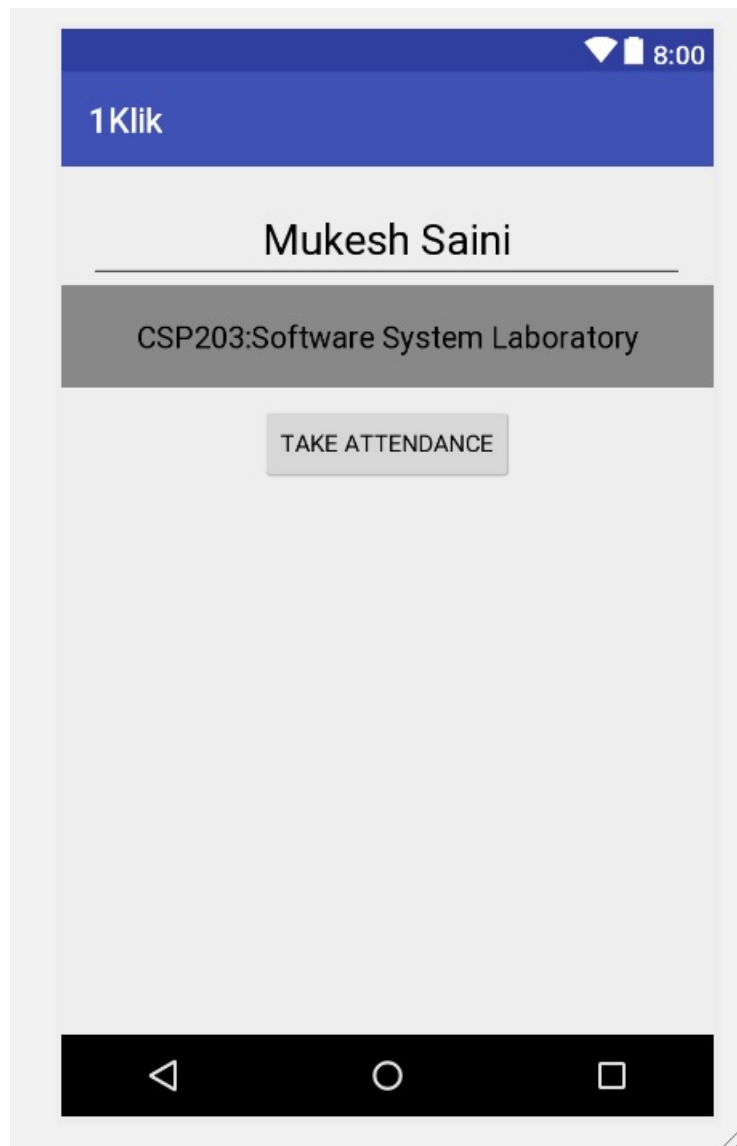 8:00
1Klik
Mukesh Saini
CSP203:Software System Laboratory
TAKE ATTENDANCE